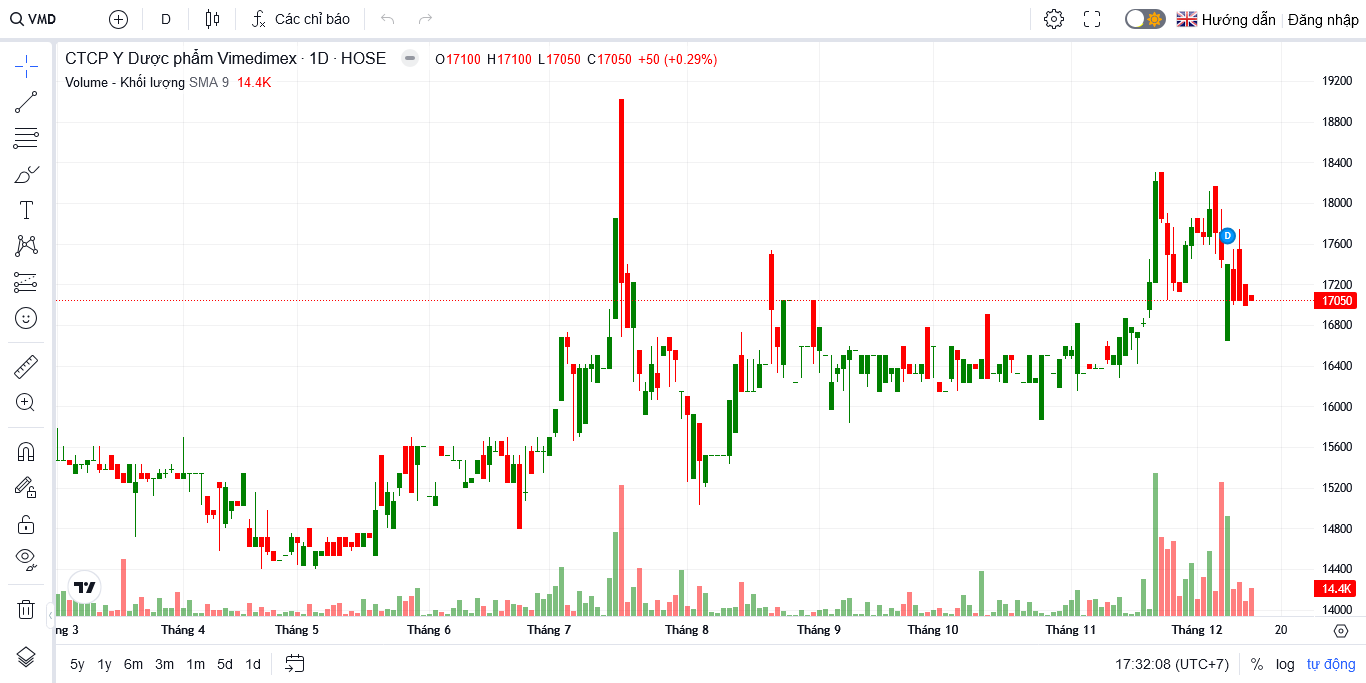 VMD D Các chỉ báo Hướng dẫn Đăng nhập
CTCP Y Dược phẩm Vimedimex · 1D · HOSE O17100 H17100 L17050 C17050 +50 (+0.29%)
Volume - Khối lượng SMA 9 14.4K
19200
18800
18400
18000
D
17600
17200
17050
16800
16400
16000
15600
15200
14800
14400
14.4K
14000
ng 3 Tháng 4 Tháng 5 Tháng 6 Tháng 7 Tháng 8 Tháng 9 Tháng 10 Tháng 11 Tháng 12 20
5y 1y 6m 3m 1m 5d 1d 17:32:08 (UTC+7) % log tự động